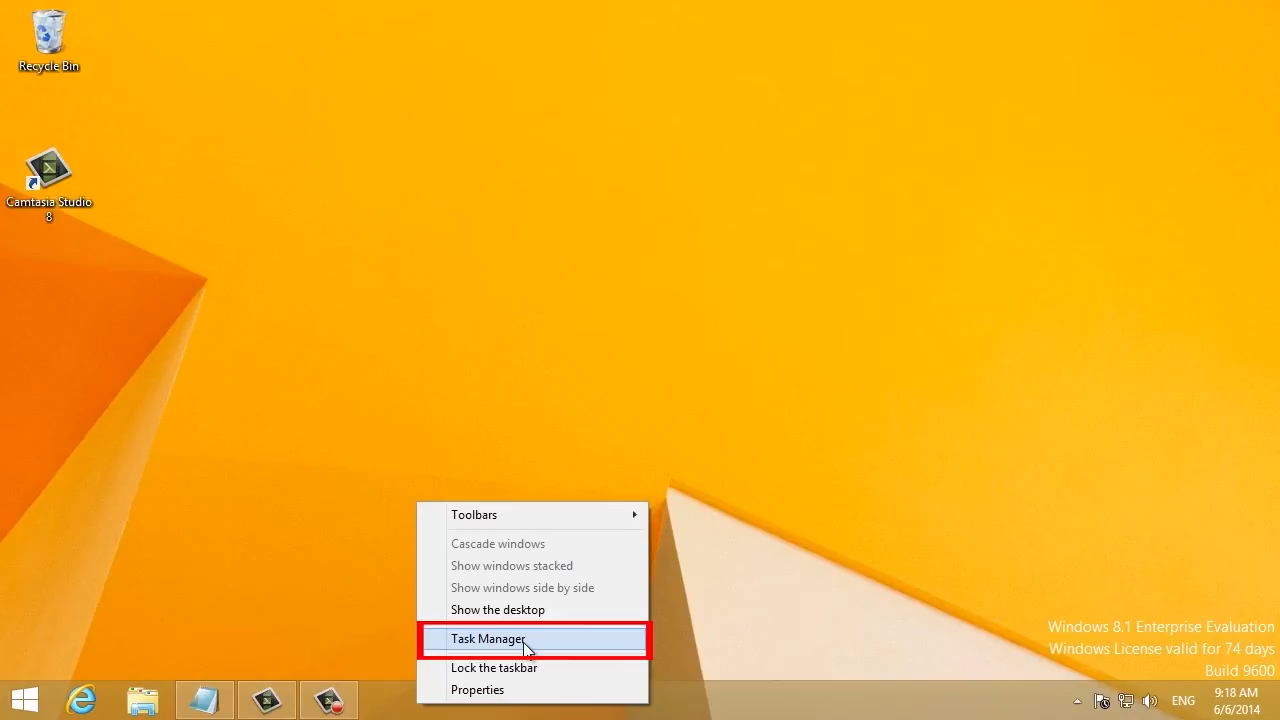 Recycle Bin
Camtasia Studio
8
Toolbars
Cascade windows
Show windows stacked
Show windows side by side
Show the desktop
Task Manager
Lock the taskbar
Properties
Windows 8.1 Enterprise Evaluation
Windows License valid for 74 days
Build 9600
ENG
9:18 AM
6/6/2014